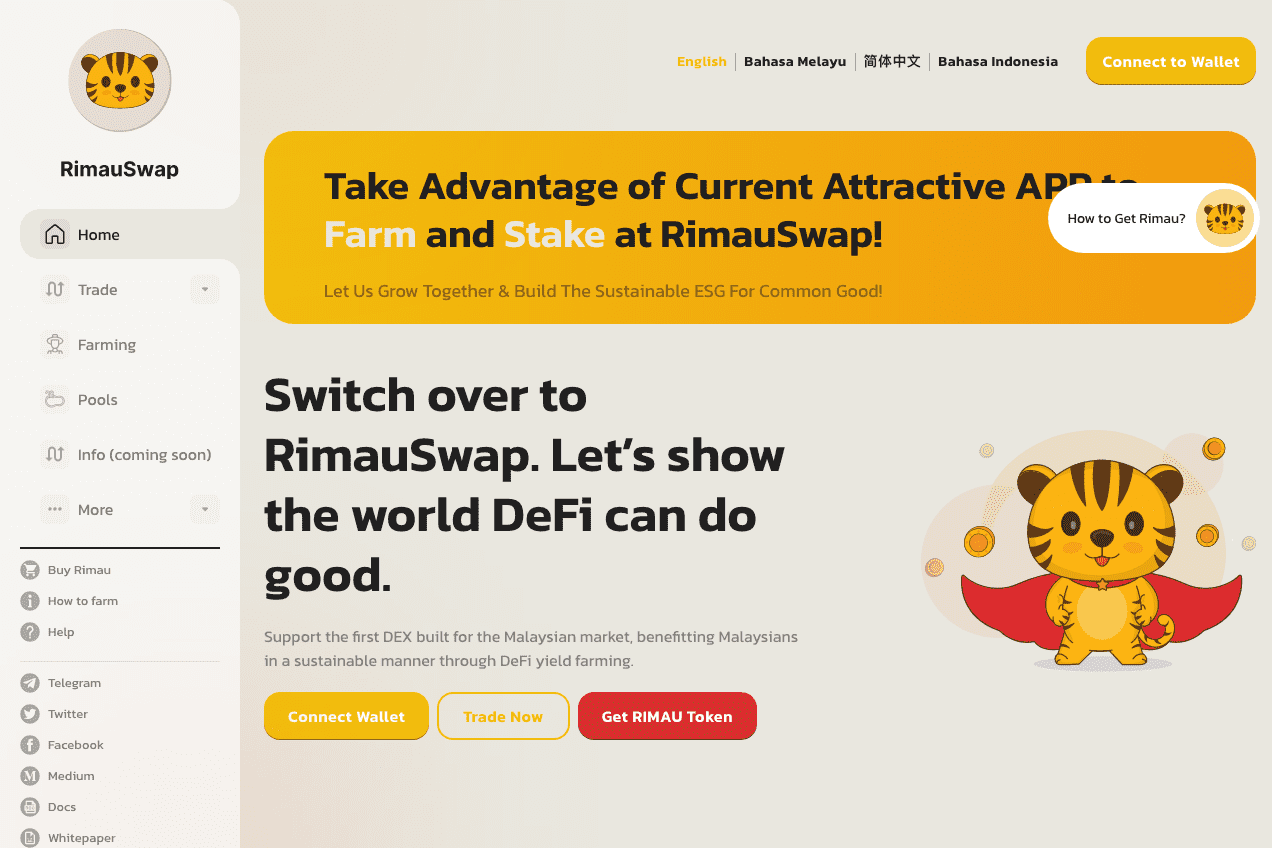 RimauSwap
Home
Trade
Farming
Pools
Info (coming soon)
More
Buy Rimau
How to farm
Help
Telegram
Twitter
Facebook
Medium
Docs
Whitepaper
English
Bahasa Melayu
简体中文
Bahasa Indonesia
Connect to Wallet
Take Advantage of Current Attractive APR to
Farm and Stake at RimauSwap!
Let Us Grow Together & Build The Sustainable ESG For Common Good!
How to Get Rimau?
Switch over to
RimauSwap. Let’s show
the world DeFi can do
good.
Support the first DEX built for the Malaysian market, benefitting Malaysians
in a sustainable manner through DeFi yield farming.
Connect Wallet
Trade Now
Get RIMAU Token